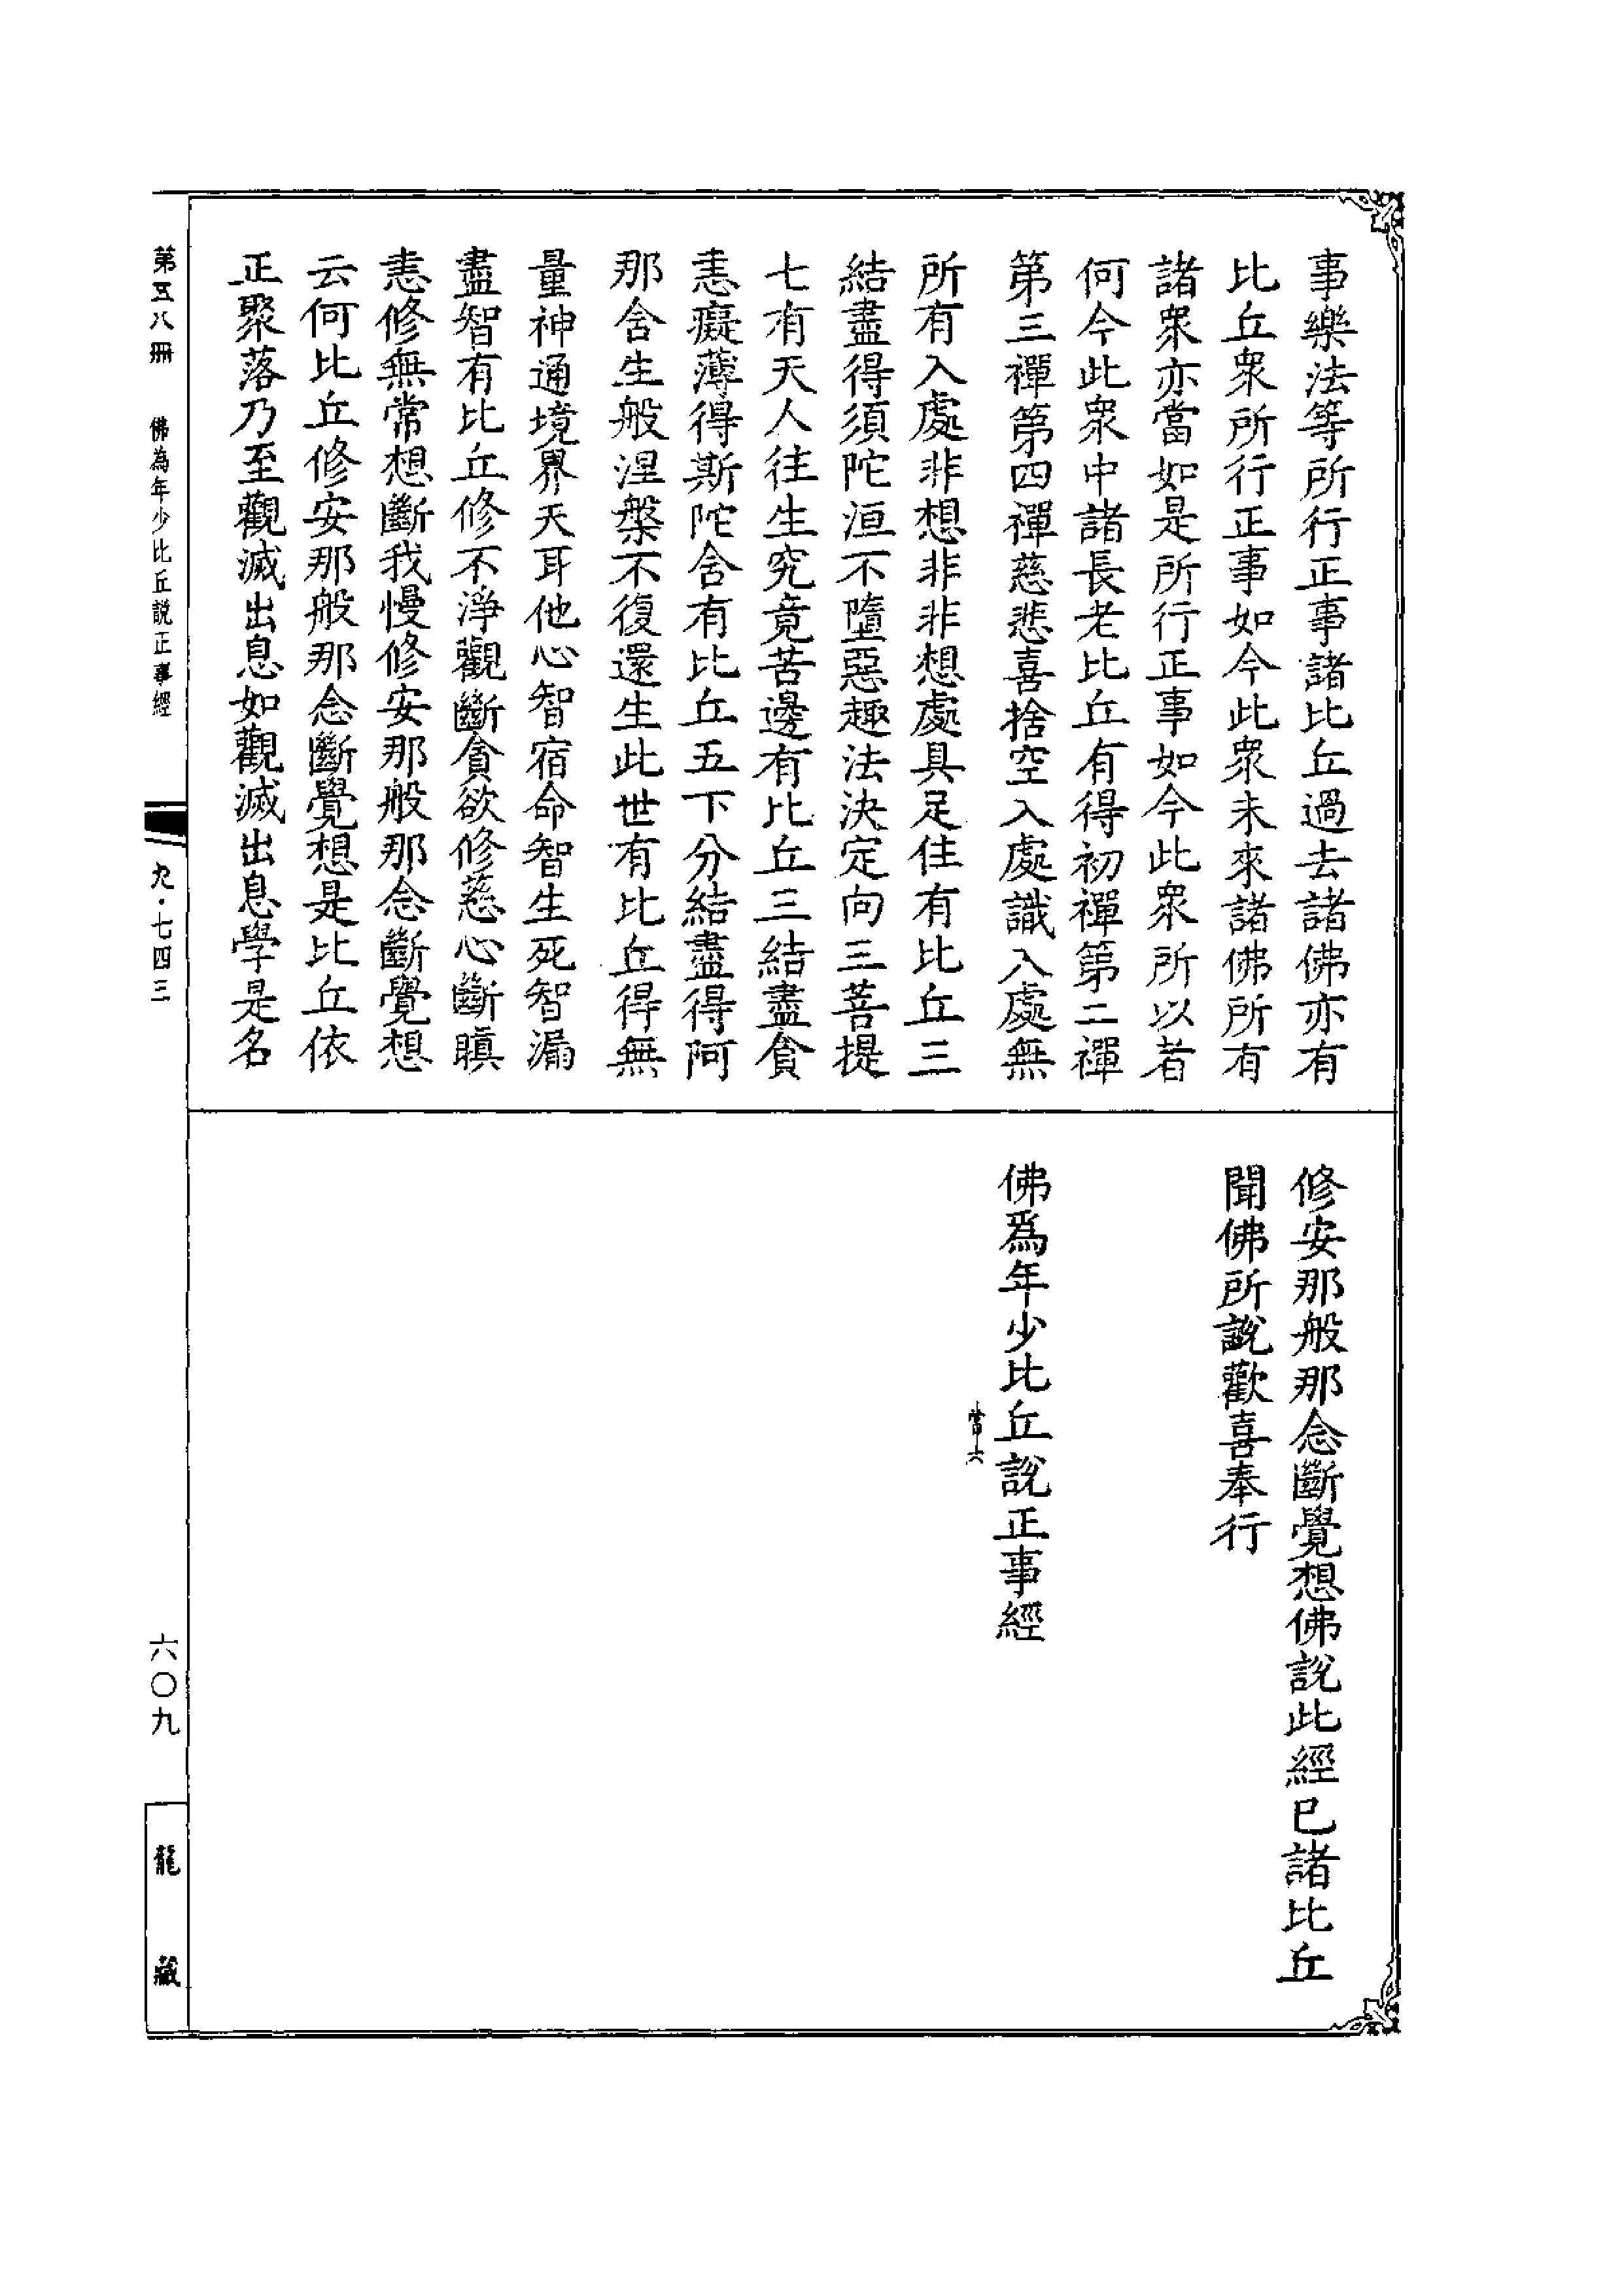 事樂法等所行正事諸比丘過去諸佛亦有
比丘衆所行正事如今此衆未來諸佛所有
諸衆亦當如是所行正事如今此衆所以者
何今此衆中諸長老比丘有得初禪第二禪
第三禪第四禪慈悲喜捨空入處識入處無
所有入處非想非非想處具足住有比丘三
結盡得須陀洹不墮惡趣法決定向三菩提
七有天人往生究竟苦邊有比丘三結盡貪
恚癡薄得斯陀含有比丘五下分結盡得阿
那含生般涅槃不復還生此世有比丘得無
量神通境界天耳他心智宿命智生死智漏
盡智有比丘修不淨觀斷貪欲修慈心斷瞋
恚修無常想斷我慢修安那般那念斷覺想
云何比丘修安那般那念斷覺想是比丘依
正聚落乃至觀滅出息如觀滅出息學是名
修安那般那念斷覺想佛說此經已諸比丘
聞佛所說歡喜奉行
佛爲年少比丘說正事經
常六
第五八冊
佛為年少比丘說正事經
九·七四三
六〇九
龍藏